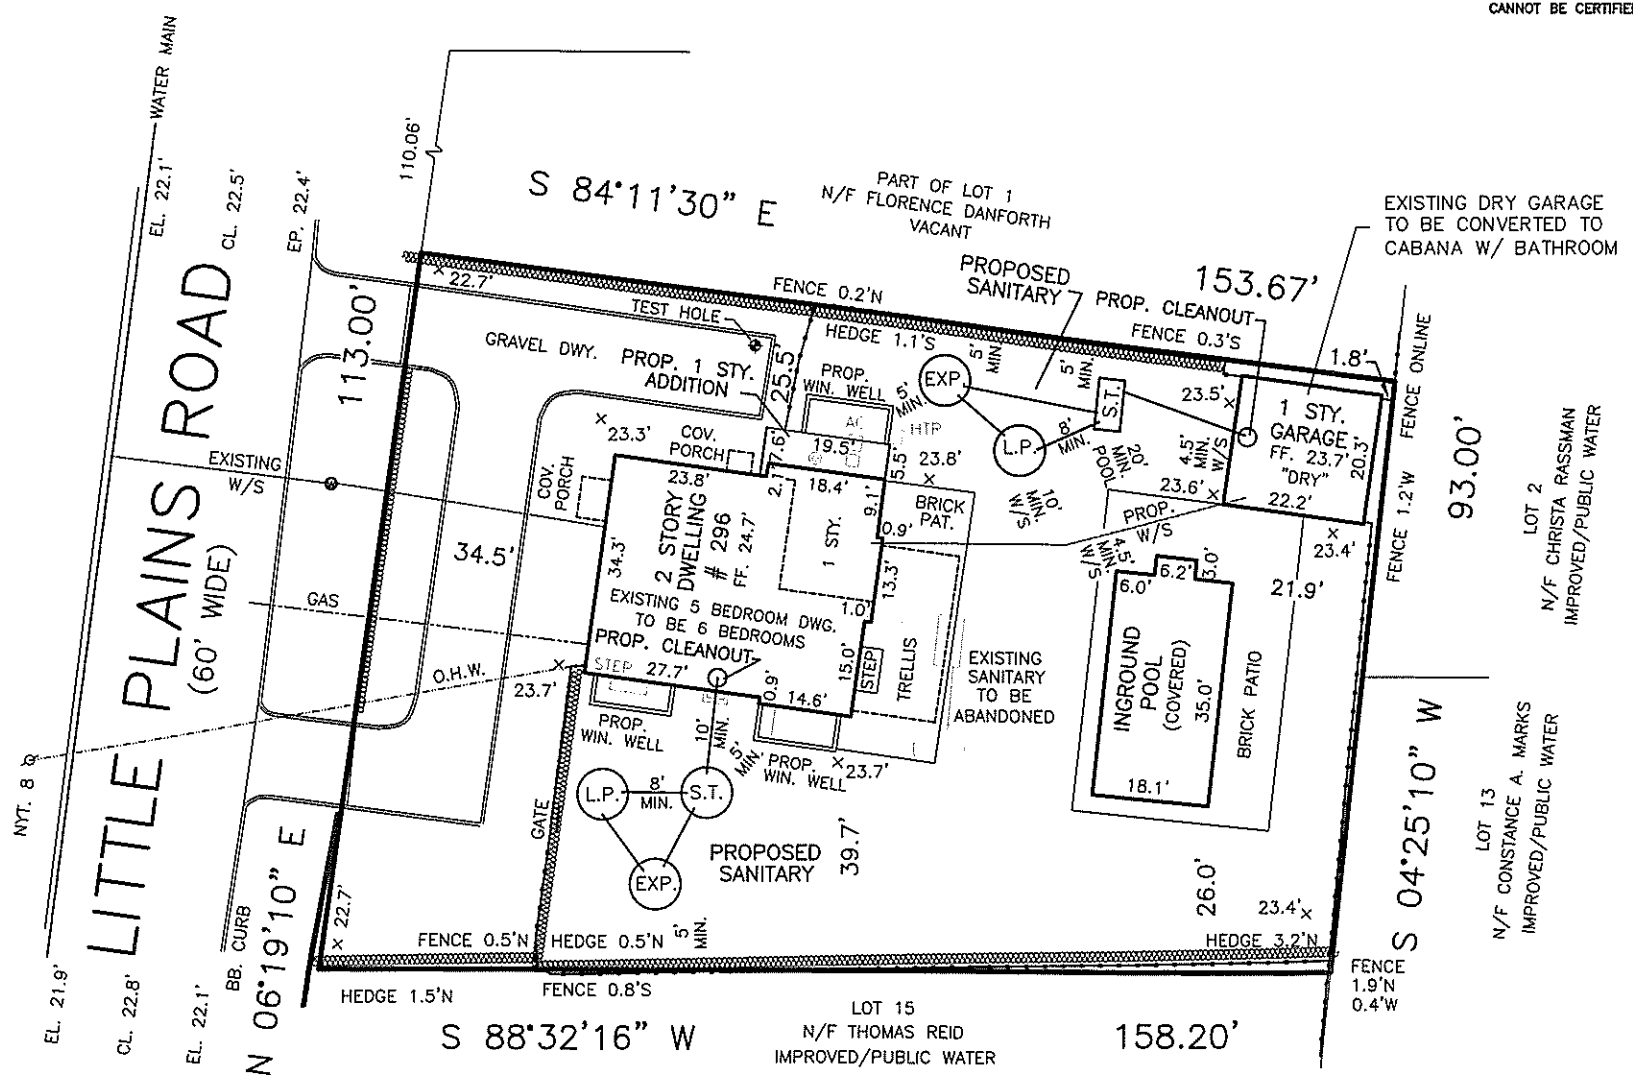 CANNOT BE CERTIFIE
WATER MAIN
EL. 22.1'
CL. 22.5'
EP. 22.4'
110.06'
S 84°11'30" E
PART OF LOT 1
N/F FLORENCE DANFORTH
VACANT
EXISTING DRY GARAGE
TO BE CONVERTED TO
CABANA W/ BATHROOM
PROPOSED
SANITARY
153.67'
PROP. CLEANOUT
FENCE 0.3'S
FENCE 0.2'N
HEDGE 1.1'S
22.7'
TEST HOLE
GRAVEL DWY.
PROP. 1 STY.
ADDITION
25.5'
PROP.
WIN. WELL
AC
HTP
5'
MIN.
EXP.
5'
MIN
5'
MIN.
S.T.
L.P.
8'
MIN.
20'
MIN.
POOL
10'
MIN.
W/S
23.5'
1.8'
1 STY.
GARAGE
FF. 23.7'
"DRY"
20.3'
22.2'
4.5'
MIN.
W/S
23.6'
23.4'
FENCE ONLINE
FENCE 1.2'W
93.00'
LOT 2
N/F CHRISTA RASSMAN
IMPROVED/PUBLIC WATER
LITTLE PLAINS ROAD
(60' WIDE)
113.00'
EXISTING
W/S
23.3'
COV.
PORCH
COV.
PORCH
7.6'
19.5'
5.5'
23.8'
23.8'
2.1'
18.4'
9.1'
0.9'
BRICK
PAT.
PROP.
W/S
4.5'
MIN.
W/S
34.5'
34.3'
2 STORY
DWELLING
# 296
FF. 24.7'
1 STY.
13.3'
1.0'
EXISTING 5 BEDROOM DWG.
TO BE 6 BEDROOMS
PROP. CLEANOUT
GAS
O.H.W.
23.7'
STEP
27.7'
0.9'
14.6'
15.0'
STEP
TRELLIS
EXISTING
SANITARY
TO BE
ABANDONED
6.0'
6.2'
3.0'
21.9'
INGROUND
POOL
(COVERED)
35.0'
18.1'
BRICK PATIO
PROP.
WIN. WELL
10'
MIN.
5'
MIN.
PROP.
WIN. WELL
23.7'
L.P.
8'
MIN.
S.T.
EXP.
PROPOSED
SANITARY
39.7'
GATE
NYT. 8
BB. CURB
N 06°19'10" E
22.7'
FENCE 0.5'N
HEDGE 0.5'N
5'
MIN.
26.0'
23.4'
HEDGE 3.2'N
S 04°25'10" W
LOT 13
N/F CONSTANCE A. MARKS
IMPROVED/PUBLIC WATER
FENCE
1.9'N
0.4'W
EL. 21.9'
CL. 22.8'
EL. 22.1'
HEDGE 1.5'N
FENCE 0.8'S
S 88°32'16" W
LOT 15
N/F THOMAS REID
IMPROVED/PUBLIC WATER
158.20'